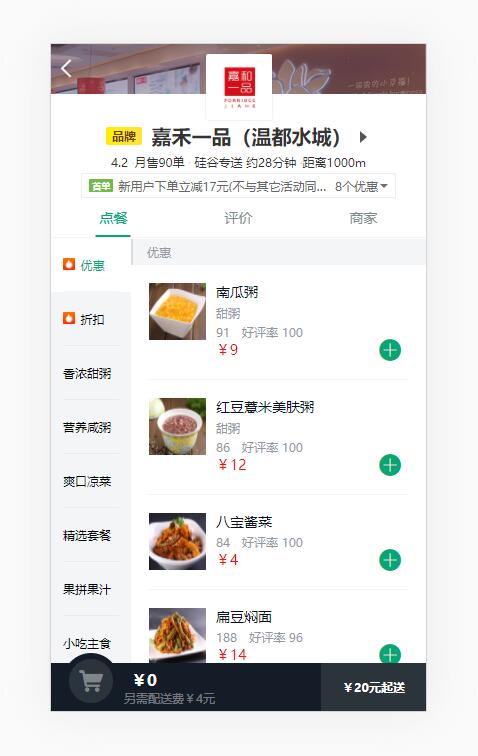 嘉和
一品
PORRIDGE
JIAHE
品牌 嘉禾一品（温都水城）
4.2 月售90单 · 硅谷专送 约28分钟 ·距离1000m
首单 新用户下单立减17元(不与其它活动同... 8个优惠
点餐 评价 商家
优惠
折扣
香浓甜粥
营养咸粥
爽口凉菜
精选套餐
果拼果汁
小吃主食
优惠
南瓜粥
甜粥
91 好评率 100
￥9
红豆薏米美肤粥
甜粥
86 好评率 100
￥12
八宝酱菜
84 好评率 100
￥4
扁豆焖面
188 好评率 96
￥14
￥0
另需配送费￥4元
￥20元起送